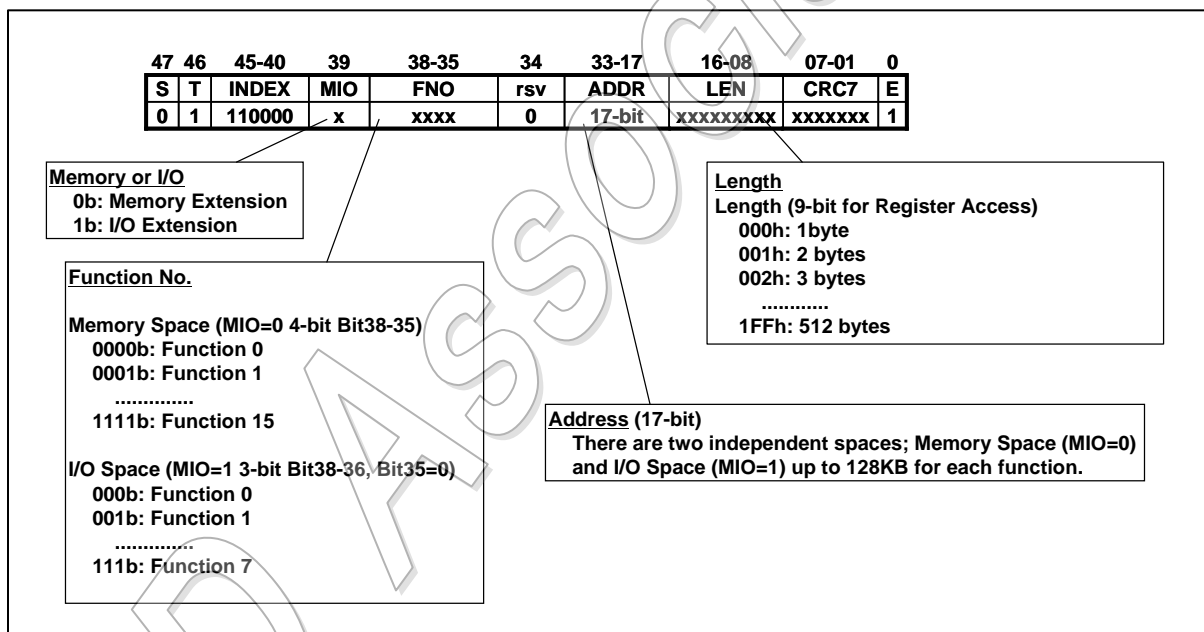 47 46 45-40 39 38-35 34 33-17 16-08 07-01 0
S T INDEX MIO FNO rsv ADDR LEN CRC7 E
0 1 110000 x xxxx 0 17-bit xxxxxxxxx xxxxxxx 1
Memory or I/O
0b: Memory Extension
1b: I/O Extension
Function No.
Memory Space (MIO=0 4-bit Bit38-35)
0000b: Function 0
0001b: Function 1
..............
1111b: Function 15
I/O Space (MIO=1 3-bit Bit38-36, Bit35=0)
000b: Function 0
001b: Function 1
..............
111b: Function 7
Length
Length (9-bit for Register Access)
000h: 1byte
001h: 2 bytes
002h: 3 bytes
............
1FFh: 512 bytes
Address (17-bit)
There are two independent spaces; Memory Space (MIO=0)
and I/O Space (MIO=1) up to 128KB for each function.
D ASSOCI